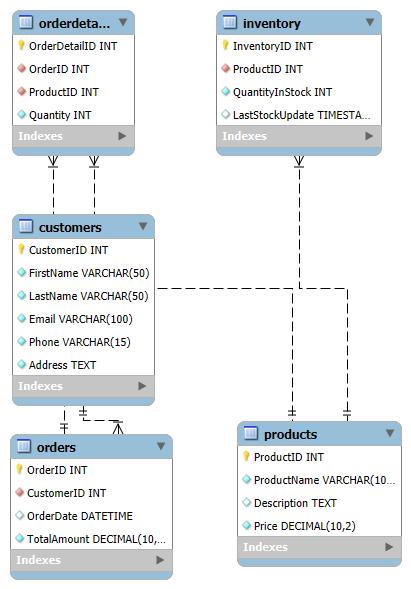 orderdeta...
OrderDetailID INT
OrderID INT
ProductID INT
Quantity INT
Indexes
inventory
InventoryID INT
ProductID INT
QuantityInStock INT
LastStockUpdate TIMESTA...
Indexes
customers
CustomerID INT
FirstName VARCHAR(50)
LastName VARCHAR(50)
Email VARCHAR(100)
Phone VARCHAR(15)
Address TEXT
Indexes
orders
OrderID INT
CustomerID INT
OrderDate DATETIME
TotalAmount DECIMAL(10,...
Indexes
products
ProductID INT
ProductName VARCHAR(10...
Description TEXT
Price DECIMAL(10,2)
Indexes